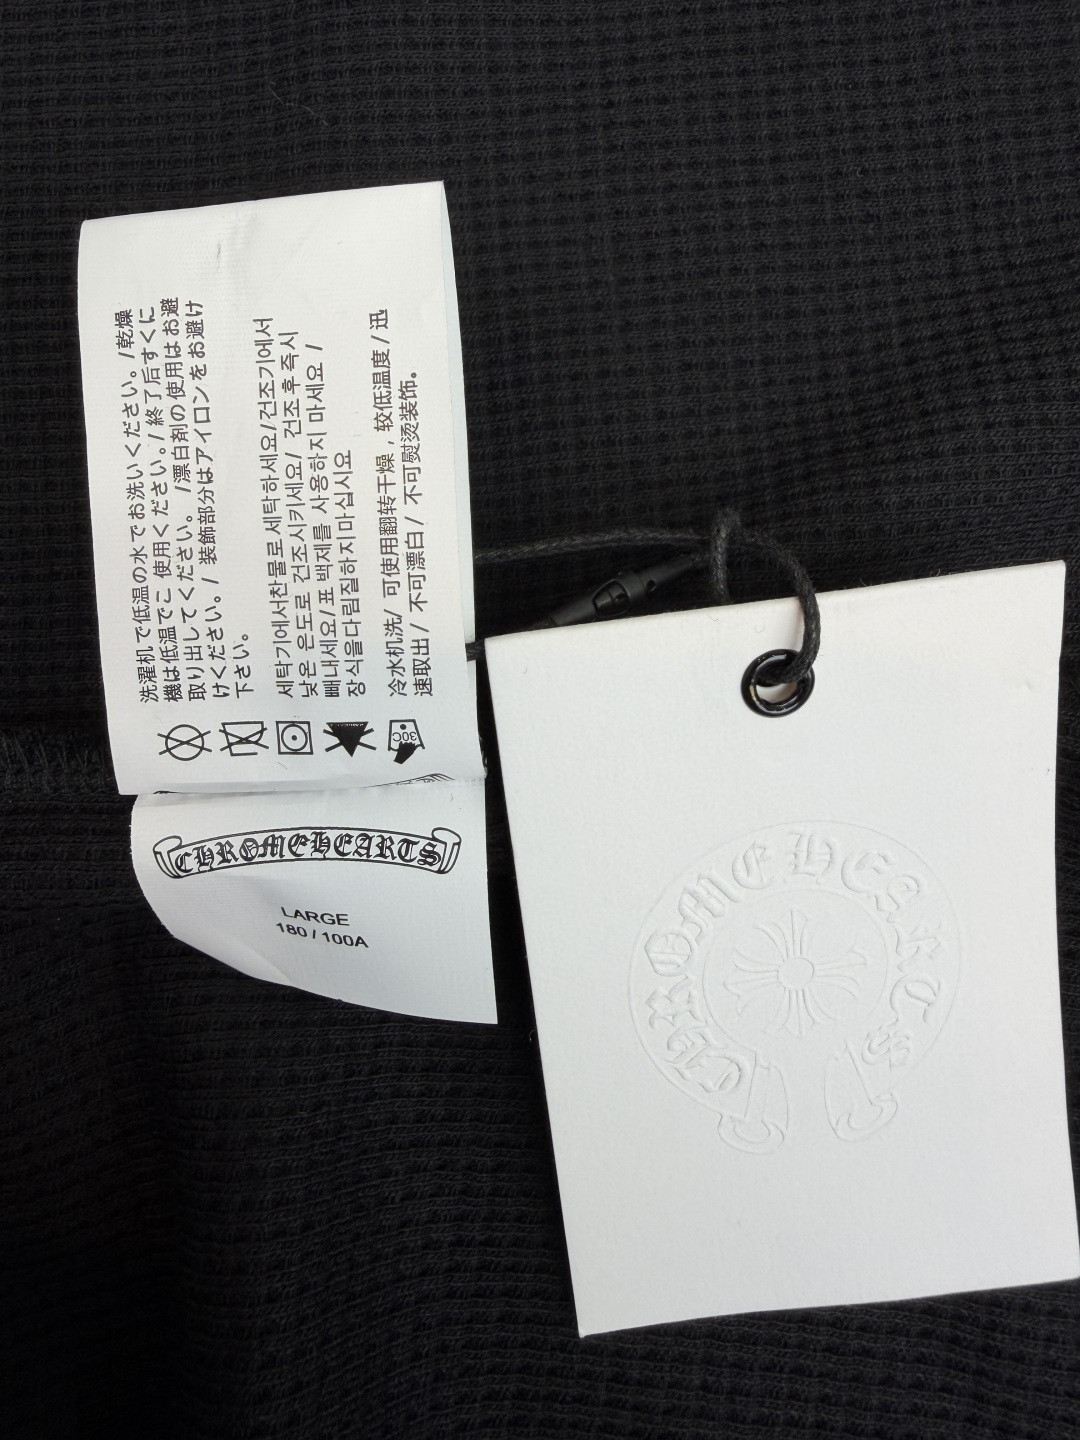 洗濯机で低温の水でお洗いください。/乾燥
機は低温でご使用ください。/終了后すぐに
取り出してください。/漂白剤の使用はお避
けください。/ 装飾部分はアイロンをお避け
下さい。
세탁기에서찬물로세탁하세요/건조기에서
낮은 온도로 건조시키세요/ 건조후즉시
빼내세요/표 백제를 사용하지 마세요 /
장식을다림질하지마십시요
冷水机洗/ 可使用翻转干燥，较低温度 / 迅
速取出 / 不可漂白 / 不可熨烫装饰。
30C
CHROME HEARTS
LARGE
180 / 100A
CHROME HEARTS